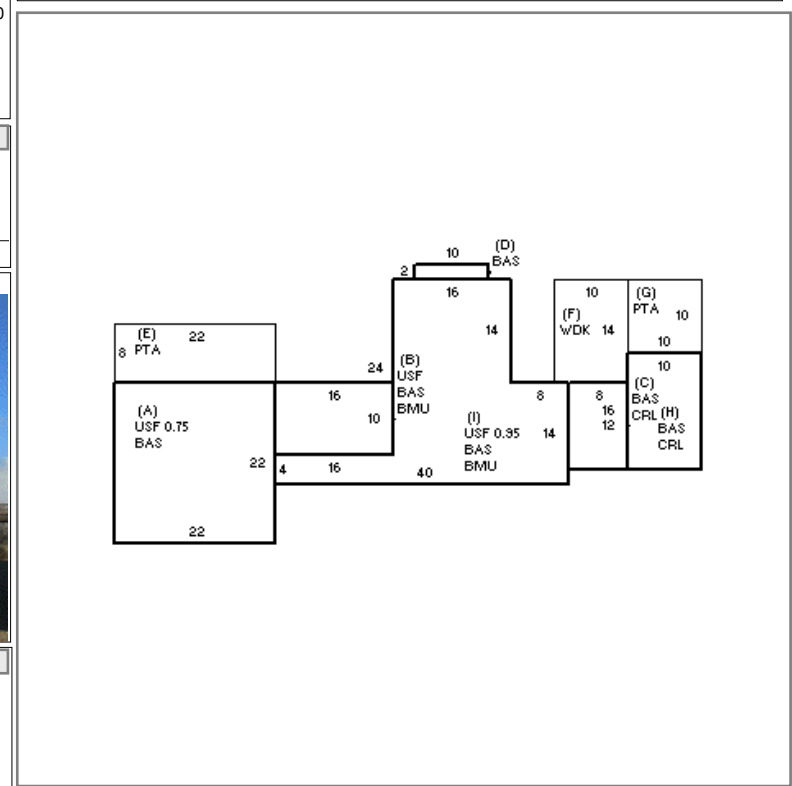 10
(D)
BAS
2
16
10
(G)
PTA
10
(F)
WDK 14
14
(E)
PTA
22
8
10
24
(B)
USF
BAS
BMU
10
(C)
BAS
CRL
(H)
BAS
CRL
16
8
8
16
12
(A)
USF 0.75
BAS
10
(I)
USF 0.95
BAS
BMU
14
22
4
16
40
22